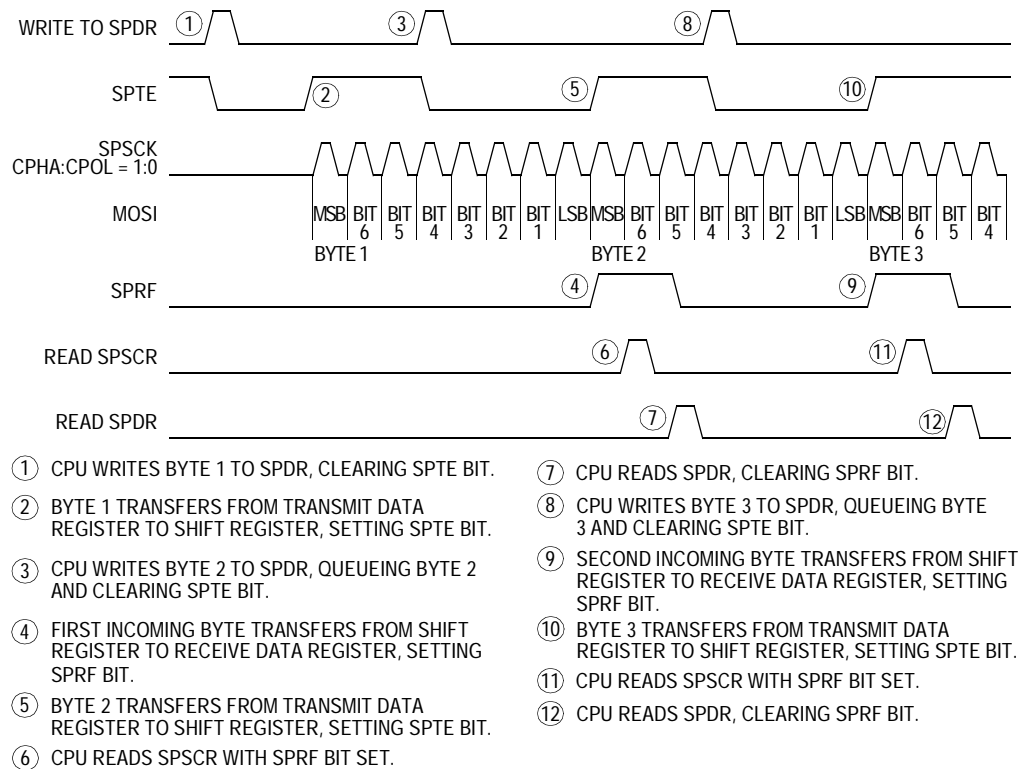 WRITE TO SPDR 1 3 8
SPTE 2 5 10
SPSCK
CPHA:CPOL = 1:0
MOSI MSB BIT 6 BIT 5 BIT 4 BIT 3 BIT 2 BIT 1 LSB MSB BIT 6 BIT 5 BIT 4 BIT 3 BIT 2 BIT 1 LSB MSB BIT 6 BIT 5 BIT 4
BYTE 1 BYTE 2 BYTE 3
SPRF 4 9
READ SPSCR 6 11
READ SPDR 7 12
1 CPU WRITES BYTE 1 TO SPDR, CLEARING SPTE BIT.
2 BYTE 1 TRANSFERS FROM TRANSMIT DATA
REGISTER TO SHIFT REGISTER, SETTING SPTE BIT.
3 CPU WRITES BYTE 2 TO SPDR, QUEUEING BYTE 2
AND CLEARING SPTE BIT.
4 FIRST INCOMING BYTE TRANSFERS FROM SHIFT
REGISTER TO RECEIVE DATA REGISTER, SETTING
SPRF BIT.
5 BYTE 2 TRANSFERS FROM TRANSMIT DATA
REGISTER TO SHIFT REGISTER, SETTING SPTE BIT.
6 CPU READS SPSCR WITH SPRF BIT SET.
7 CPU READS SPDR, CLEARING SPRF BIT.
8 CPU WRITES BYTE 3 TO SPDR, QUEUEING BYTE
3 AND CLEARING SPTE BIT.
9 SECOND INCOMING BYTE TRANSFERS FROM SHIFT
REGISTER TO RECEIVE DATA REGISTER, SETTING
SPRF BIT.
10 BYTE 3 TRANSFERS FROM TRANSMIT DATA
REGISTER TO SHIFT REGISTER, SETTING SPTE BIT.
11 CPU READS SPSCR WITH SPRF BIT SET.
12 CPU READS SPDR, CLEARING SPRF BIT.